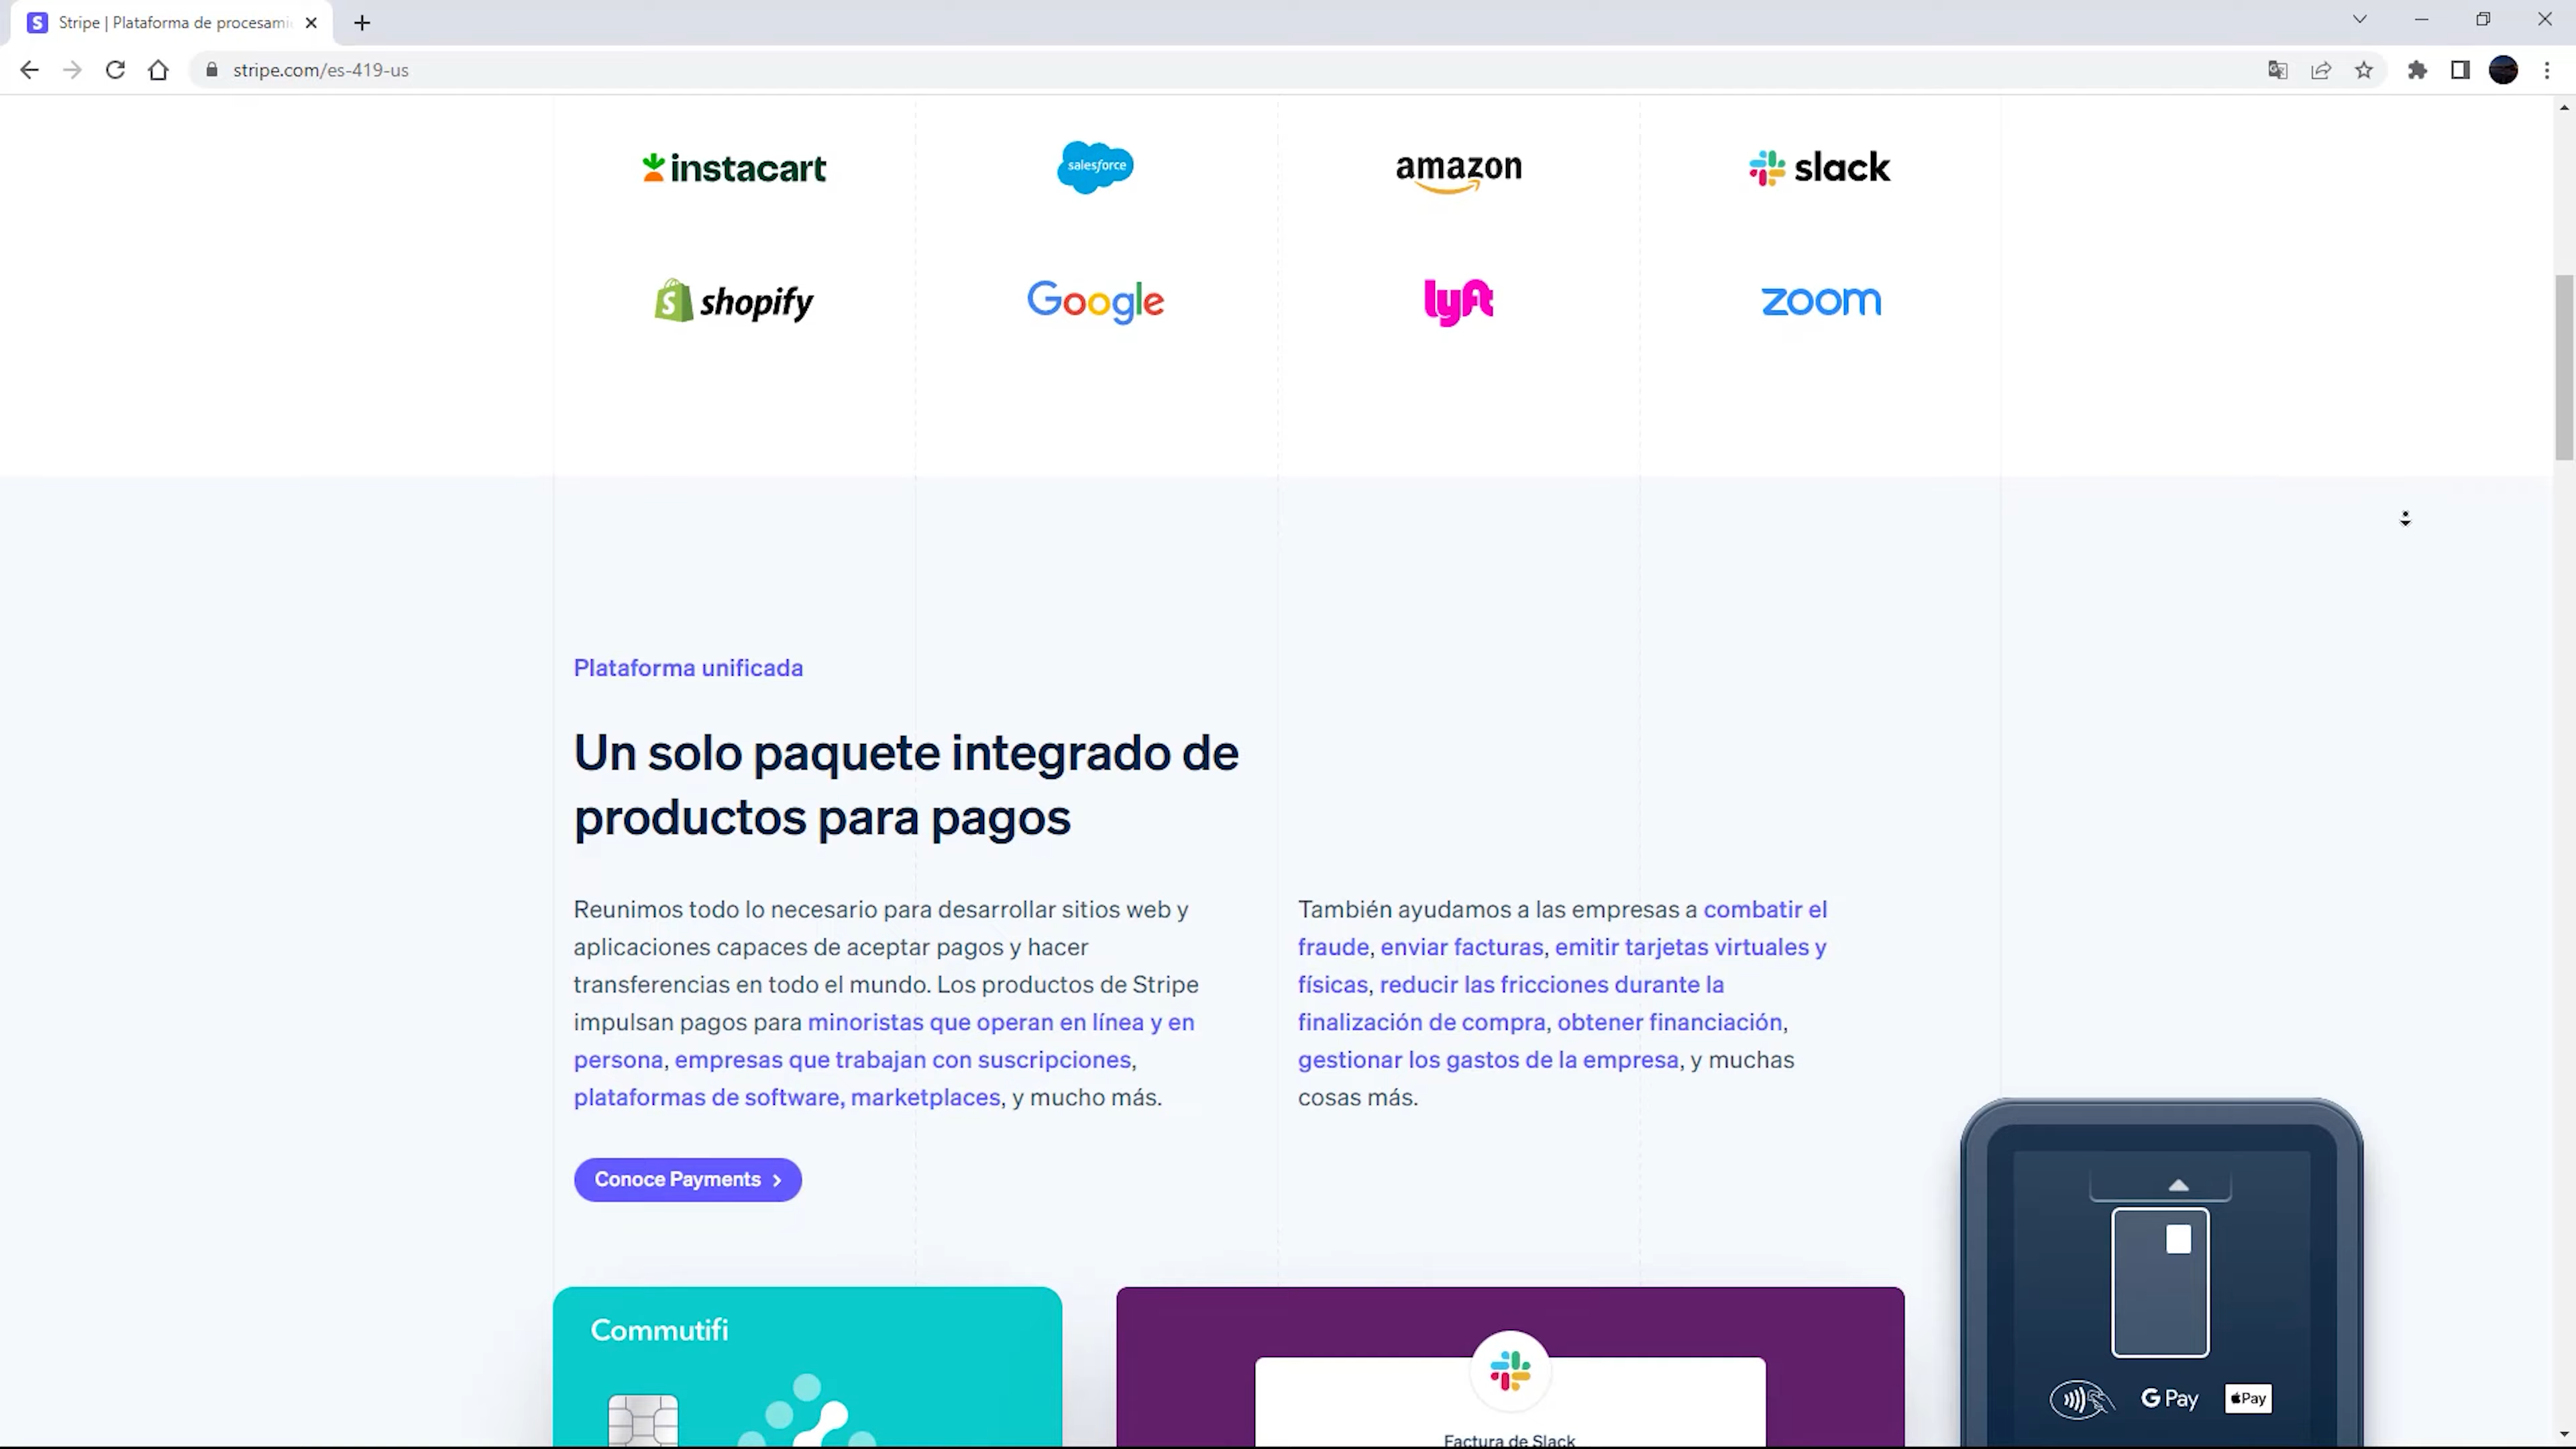 Stripe | Plataforma de procesami
stripe.com/es-419-us
instacart
salesforce
amazon
slack
shopify
Google
lyft
zoom
Plataforma unificada
Un solo paquete integrado de
productos para pagos
Reunimos todo lo necesario para desarrollar sitios web y
aplicaciones capaces de aceptar pagos y hacer
transferencias en todo el mundo. Los productos de Stripe
impulsan pagos para minoristas que operan en línea y en
persona, empresas que trabajan con suscripciones,
plataformas de software, marketplaces, y mucho más.
También ayudamos a las empresas a combatir el
fraude, enviar facturas, emitir tarjetas virtuales y
físicas, reducir las fricciones durante la
finalización de compra, obtener financiación,
gestionar los gastos de la empresa, y muchas
cosas más.
Conoce Payments
Commutifi
Factura de Slack
G Pay
Pay